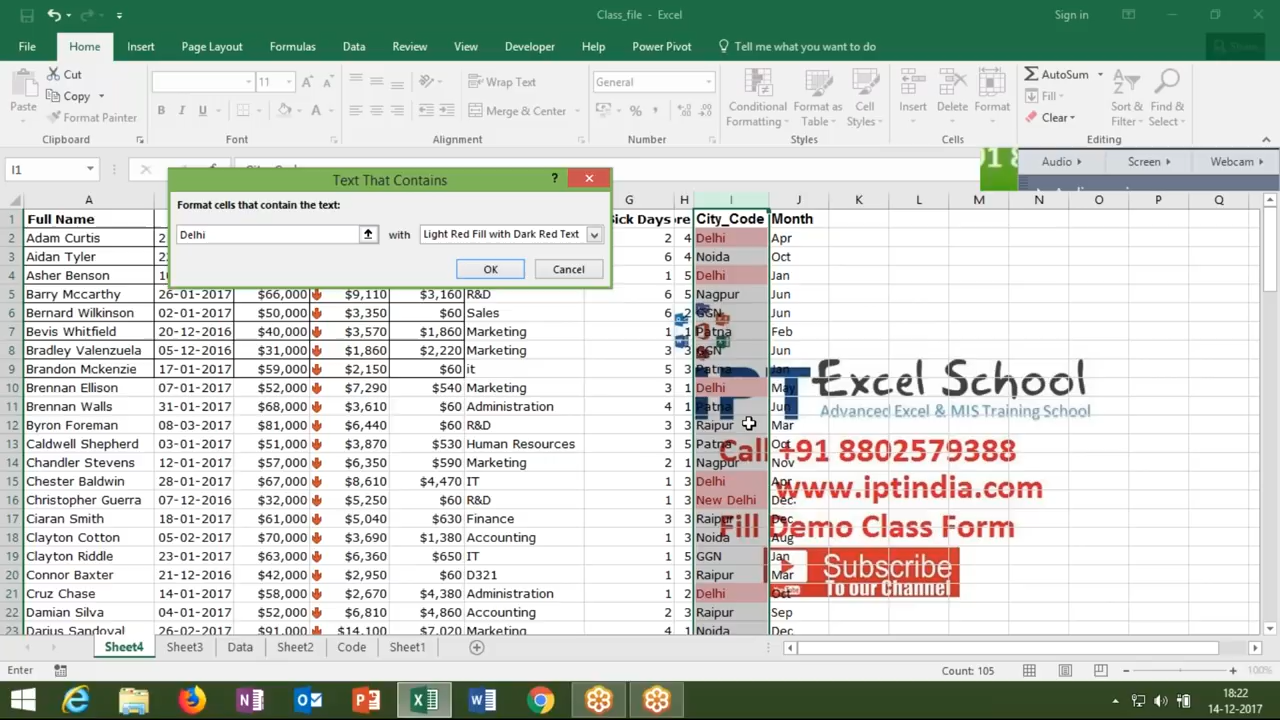 Class_file - Excel
Sign in
File Home Insert Page Layout Formulas Data Review View Developer Help Power Pivot Tell me what you want to do Share
Paste
Cut
Copy
Format Painter
Clipboard
11
B I U
Font
Wrap Text
Merge & Center
Alignment
General
Number
Conditional Formatting
Format as Table
Cell Styles
Styles
Insert Delete Format
Cells
AutoSum
Fill
Clear
Sort & Filter
Find & Select
Editing
I1
Audio Screen Webcam
Text That Contains
Format cells that contain the text:
Delhi with Light Red Fill with Dark Red Text
OK Cancel
A G H I J K L M N O P Q
1 Full Name Sick Days re City_Code Month
2 Adam Curtis 2 2 4 Delhi Apr
3 Aidan Tyler 6 4 Noida Oct
4 Asher Benson 1 5 Delhi Jan
5 Barry Mccarthy 26-01-2017 $66,000 $9,110 $3,160 R&D 6 5 Nagpur Jun
6 Bernard Wilkinson 02-01-2017 $50,000 $3,350 $60 Sales 6 2 GGN Jun
7 Bevis Whitfield 20-12-2016 $40,000 $3,570 $1,860 Marketing 1 1 Patna Feb
8 Bradley Valenzuela 05-12-2016 $31,000 $1,860 $2,220 Marketing 3 3 GGN Jun
9 Brandon Mckenzie 17-01-2017 $59,000 $2,150 $60 it 5 3 Patna Jan
10 Brennan Ellison 07-01-2017 $52,000 $7,290 $540 Marketing 3 1 Delhi May
11 Brennan Walls 31-01-2017 $68,000 $3,610 $60 Administration 4 1 Patna Jun
12 Byron Foreman 08-03-2017 $81,000 $6,440 $60 R&D 3 3 Raipur Mar
13 Caldwell Shepherd 03-01-2017 $51,000 $3,870 $530 Human Resources 3 5 Patna Oct
14 Chandler Stevens 12-01-2017 $57,000 $6,350 $590 Marketing 2 1 Nagpur Nov
15 Chester Baldwin 28-01-2017 $67,000 $8,610 $4,470 IT 1 3 Delhi Apr
16 Christopher Guerra 07-12-2016 $32,000 $5,250 $60 R&D 1 3 New Delhi Dec
17 Ciaran Smith 18-01-2017 $61,000 $5,040 $630 Finance 3 3 Raipur Dec
18 Clayton Cotton 05-02-2017 $70,000 $3,690 $1,380 Accounting 1 3 Noida Aug
19 Clayton Riddle 23-01-2017 $63,000 $6,360 $650 IT 1 5 GGN Jan
20 Connor Baxter 21-12-2016 $42,000 $2,950 $60 D321 1 3 Raipur Mar
21 Cruz Chase 14-01-2017 $58,000 $2,670 $4,380 Administration 1 2 Delhi Oct
22 Damian Silva 04-01-2017 $52,000 $6,810 $4,860 Accounting 2 3 Raipur Sep
23 Darius Sandoval 26-02-2017 $91,000 $14,100 $7,020 Marketing 4 1 Noida Dec
IPT Excel School
Advanced Excel & MIS Training School
Call +91 8802579388
www.iptindia.com
Fill Demo Class Form
Subscribe
To our Channel
Sheet4 Sheet3 Data Sheet2 Code Sheet1
Enter Count: 105 100%
18:22
14-12-2017